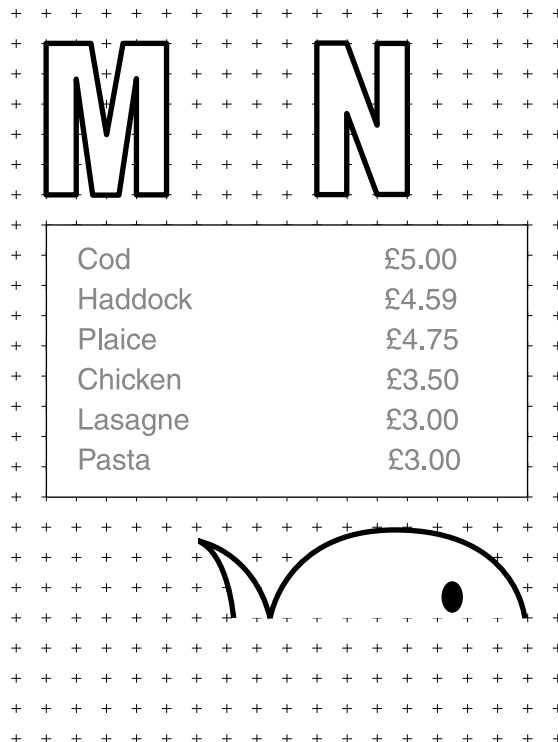 M N
Cod £5.00
Haddock £4.59
Plaice £4.75
Chicken £3.50
Lasagne £3.00
Pasta £3.00